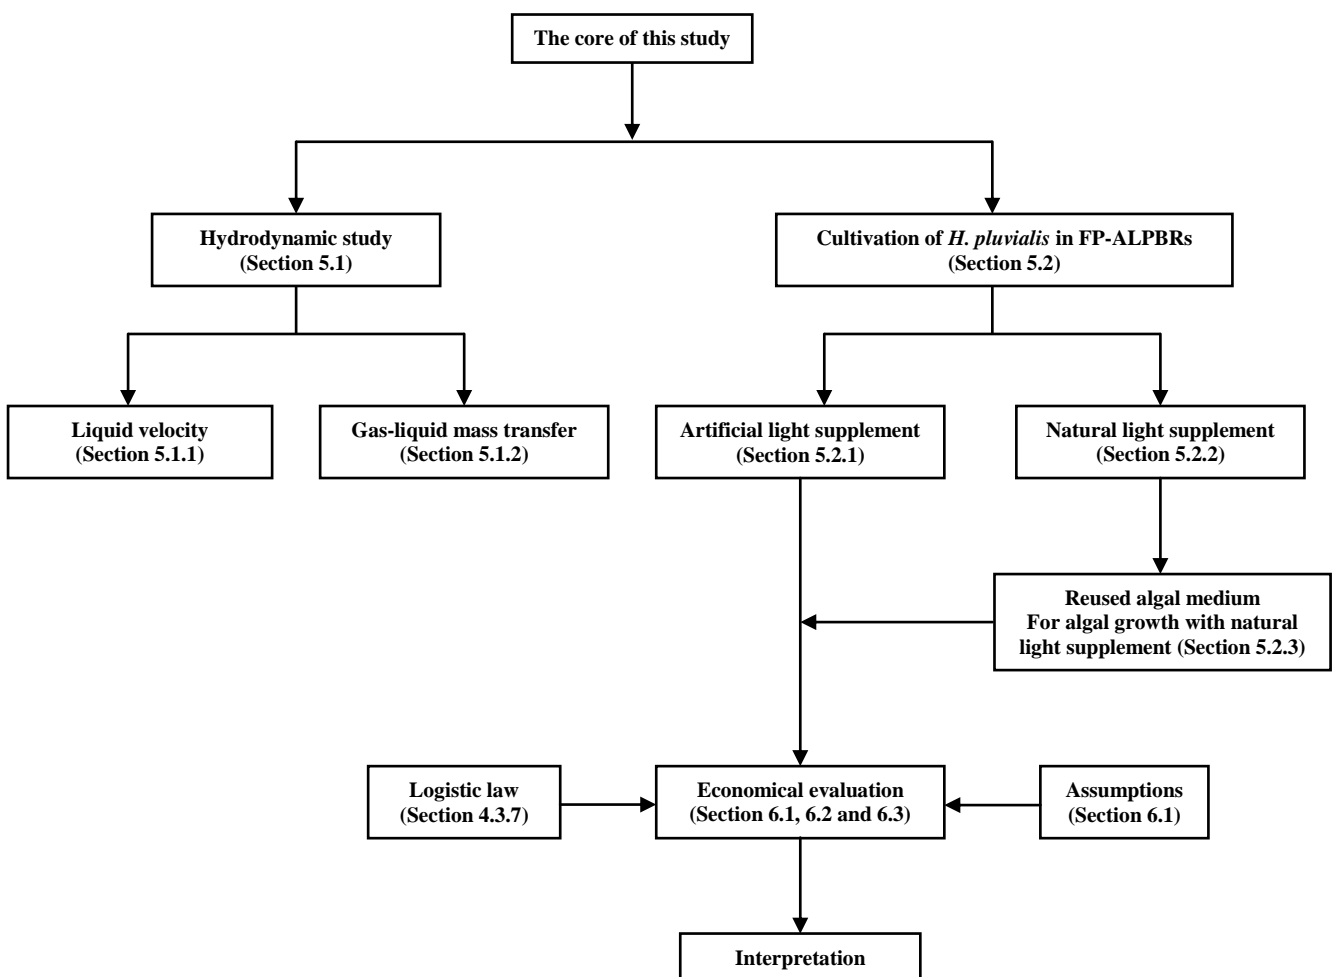 The core of this study
Hydrodynamic study
(Section 5.1)
Cultivation of H. pluvialis in FP-ALPBRs
(Section 5.2)
Liquid velocity
(Section 5.1.1)
Gas-liquid mass transfer
(Section 5.1.2)
Artificial light supplement
(Section 5.2.1)
Natural light supplement
(Section 5.2.2)
Reused algal medium
For algal growth with natural
light supplement (Section 5.2.3)
Logistic law
(Section 4.3.7)
Economical evaluation
(Section 6.1, 6.2 and 6.3)
Assumptions
(Section 6.1)
Interpretation